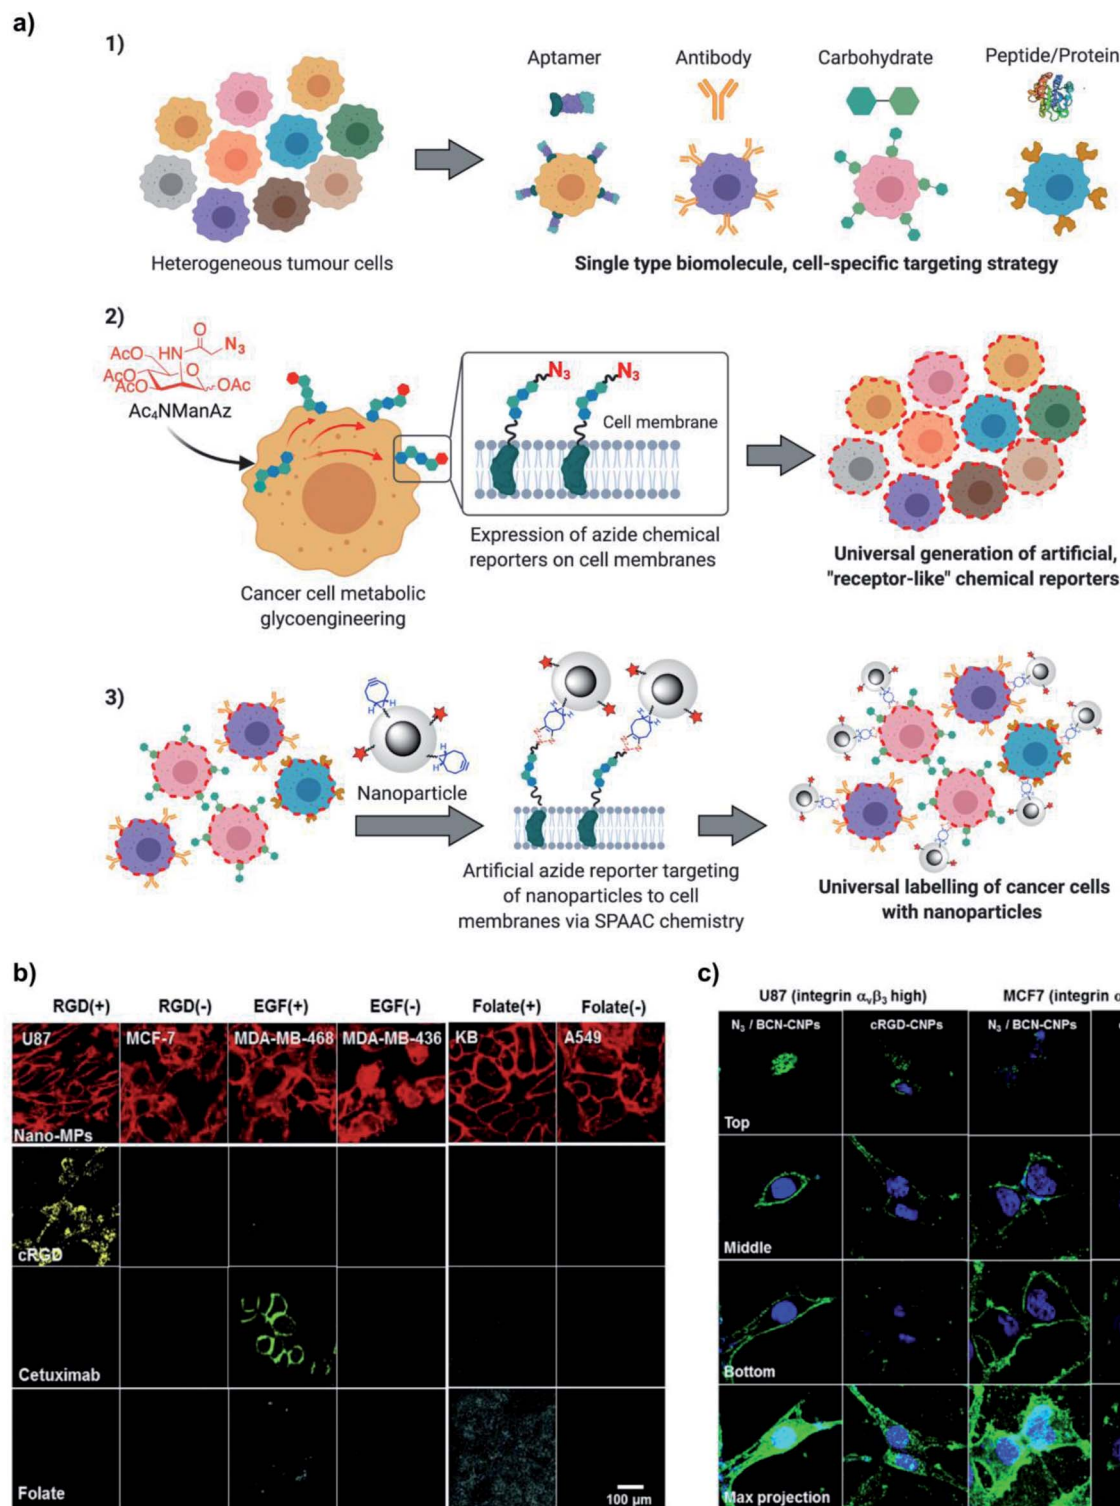 a)
1)
Aptamer
Antibody
Carbohydrate
Peptide/Protein
Heterogeneous tumour cells
Single type biomolecule, cell-specific targeting strategy
2)
O
AcO HN N₃
AcO O
AcO OAc
Ac₄NManAz
N₃ N₃
Cell membrane
Expression of azide chemical
reporters on cell membranes
Cancer cell metabolic
glycoengineering
Universal generation of artificial,
"receptor-like" chemical reporters
3)
H
H
H
H
Nanoparticle
Artificial azide reporter targeting
of nanoparticles to cell
membranes via SPAAC chemistry
Universal labelling of cancer cells
with nanoparticles
b)
RGD(+) RGD(-) EGF(+) EGF(-) Folate(+) Folate(-)
U87 MCF-7 MDA-MB-468 MDA-MB-436 KB A549
Nano-MPs
cRGD
Cetuximab
Folate
100 µm
c)
U87 (integrin αᵥβ₃ high) MCF7 (integrin α
N₃ / BCN-CNPs cRGD-CNPs N₃ / BCN-CNPs
Top
Middle
Bottom
Max projection